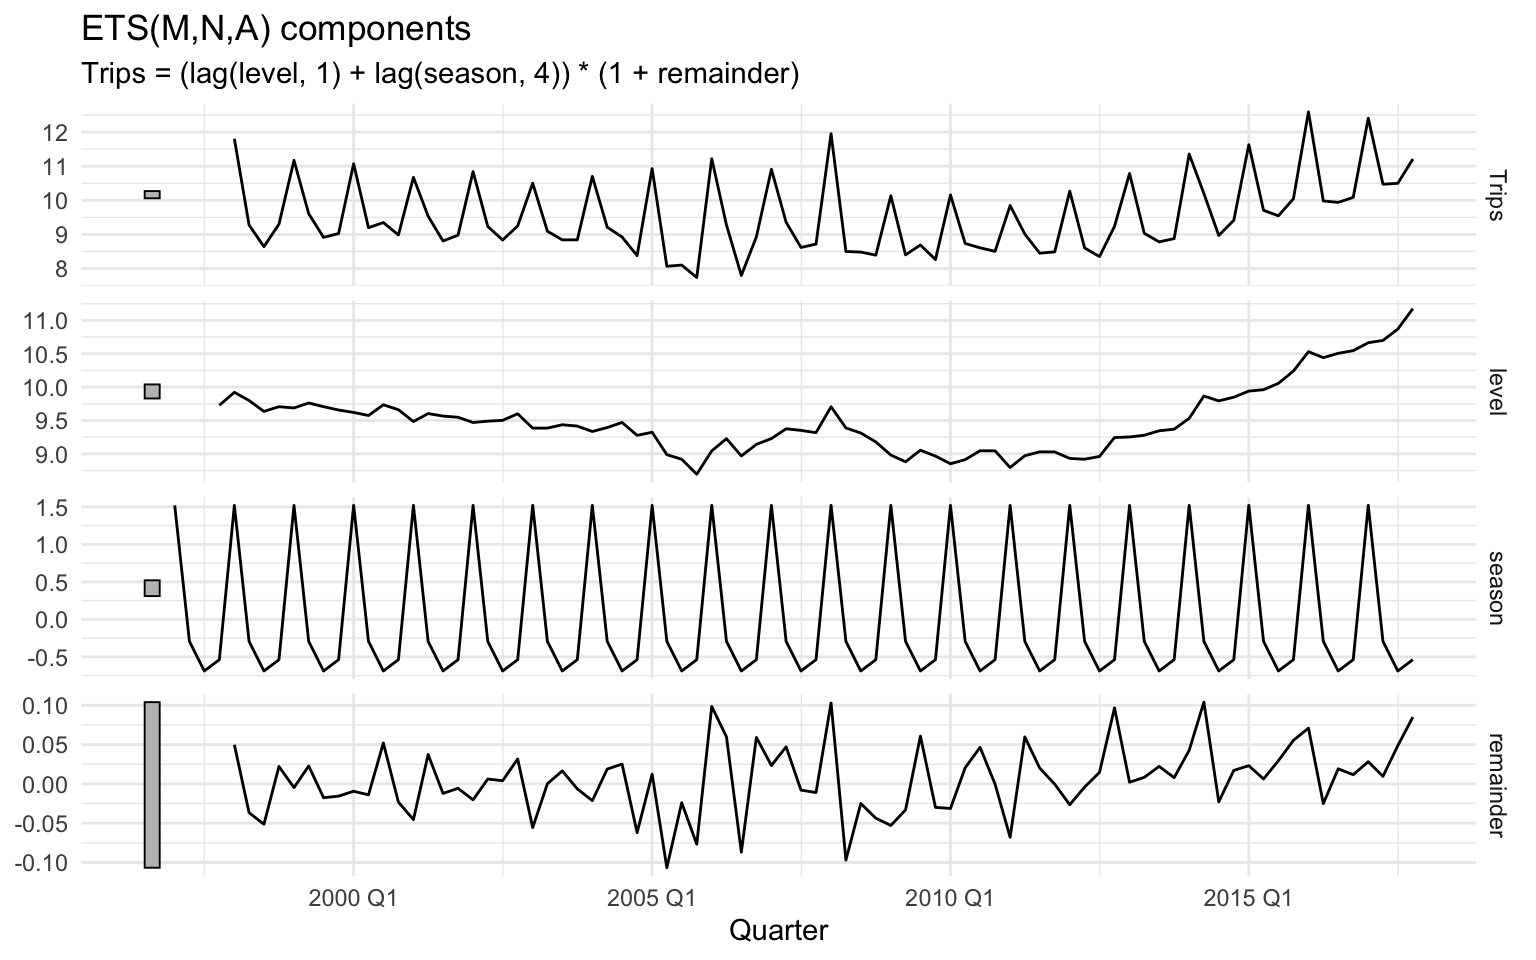 ETS(M,N,A) components
Trips = (lag(level, 1) + lag(season, 4)) * (1 + remainder)
12
11
10
9
8
Trips
11.0
10.5
10.0
9.5
9.0
level
1.5
1.0
0.5
0.0
-0.5
season
0.10
0.05
0.00
-0.05
-0.10
remainder
2000 Q1 2005 Q1 2010 Q1 2015 Q1
Quarter